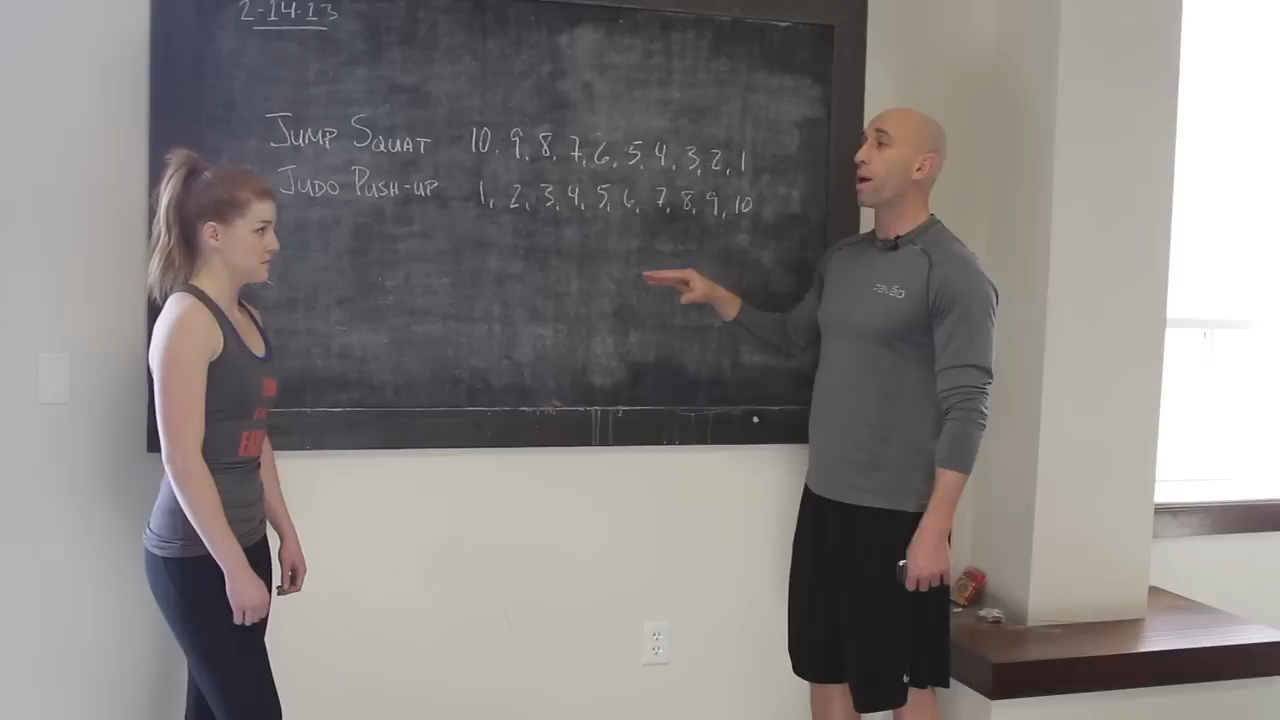 2-14-13
JUMP SQUAT 10, 9, 8, 7, 6, 5, 4, 3, 2, 1
JUDO PUSH-UP 1, 2, 3, 4, 5, 6, 7, 8, 9, 10